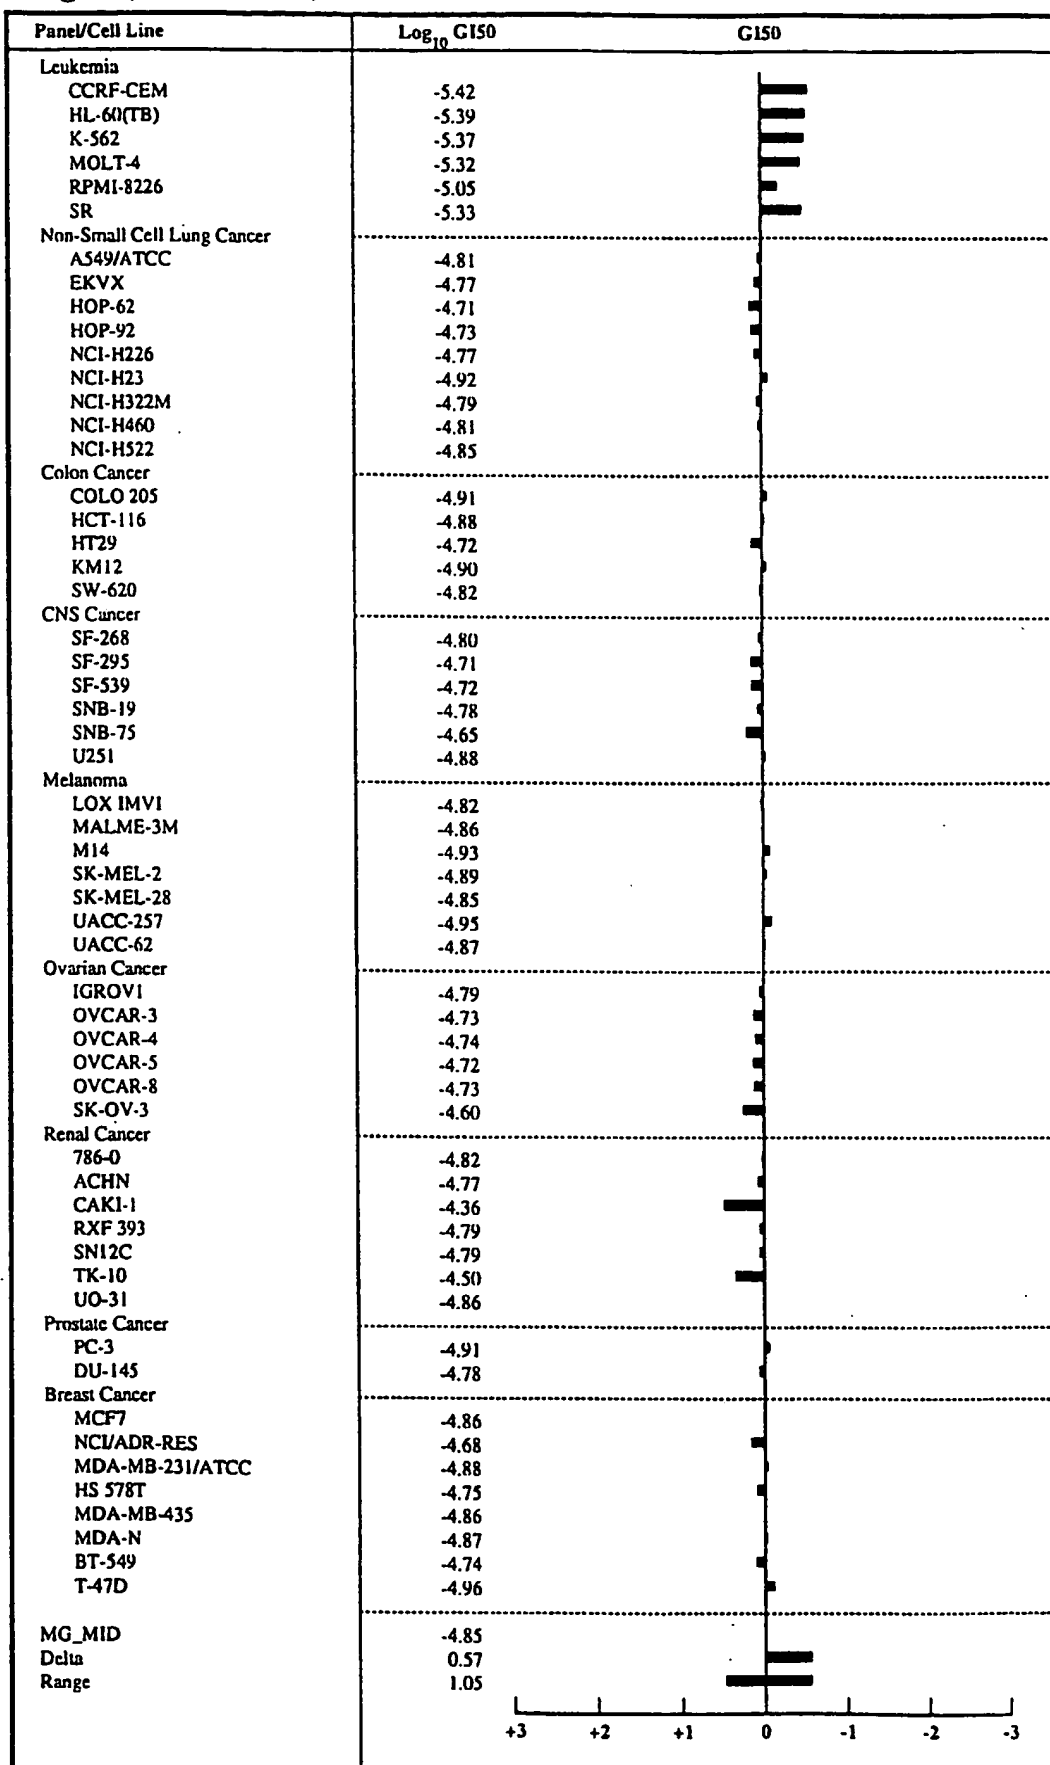 Panel/Cell Line Log10 GI50 GI50
Leukemia
CCRF-CEM -5.42
HL-60(TB) -5.39
K-562 -5.37
MOLT-4 -5.32
RPMI-8226 -5.05
SR -5.33
Non-Small Cell Lung Cancer
A549/ATCC -4.81
EKVX -4.77
HOP-62 -4.71
HOP-92 -4.73
NCI-H226 -4.77
NCI-H23 -4.92
NCI-H322M -4.79
NCI-H460 -4.81
NCI-H522 -4.85
Colon Cancer
COLO 205 -4.91
HCT-116 -4.88
HT29 -4.72
KM12 -4.90
SW-620 -4.82
CNS Cancer
SF-268 -4.80
SF-295 -4.71
SF-539 -4.72
SNB-19 -4.78
SNB-75 -4.65
U251 -4.88
Melanoma
LOX IMVI -4.82
MALME-3M -4.86
M14 -4.93
SK-MEL-2 -4.89
SK-MEL-28 -4.85
UACC-257 -4.95
UACC-62 -4.87
Ovarian Cancer
IGROV1 -4.79
OVCAR-3 -4.73
OVCAR-4 -4.74
OVCAR-5 -4.72
OVCAR-8 -4.73
SK-OV-3 -4.60
Renal Cancer
786-0 -4.82
ACHN -4.77
CAKI-1 -4.36
RXF 393 -4.79
SN12C -4.79
TK-10 -4.50
UO-31 -4.86
Prostate Cancer
PC-3 -4.91
DU-145 -4.78
Breast Cancer
MCF7 -4.86
NCI/ADR-RES -4.68
MDA-MB-231/ATCC -4.88
HS 578T -4.75
MDA-MB-435 -4.86
MDA-N -4.87
BT-549 -4.74
T-47D -4.96
MG_MID -4.85
Delta 0.57
Range 1.05
+3 +2 +1 0 -1 -2 -3